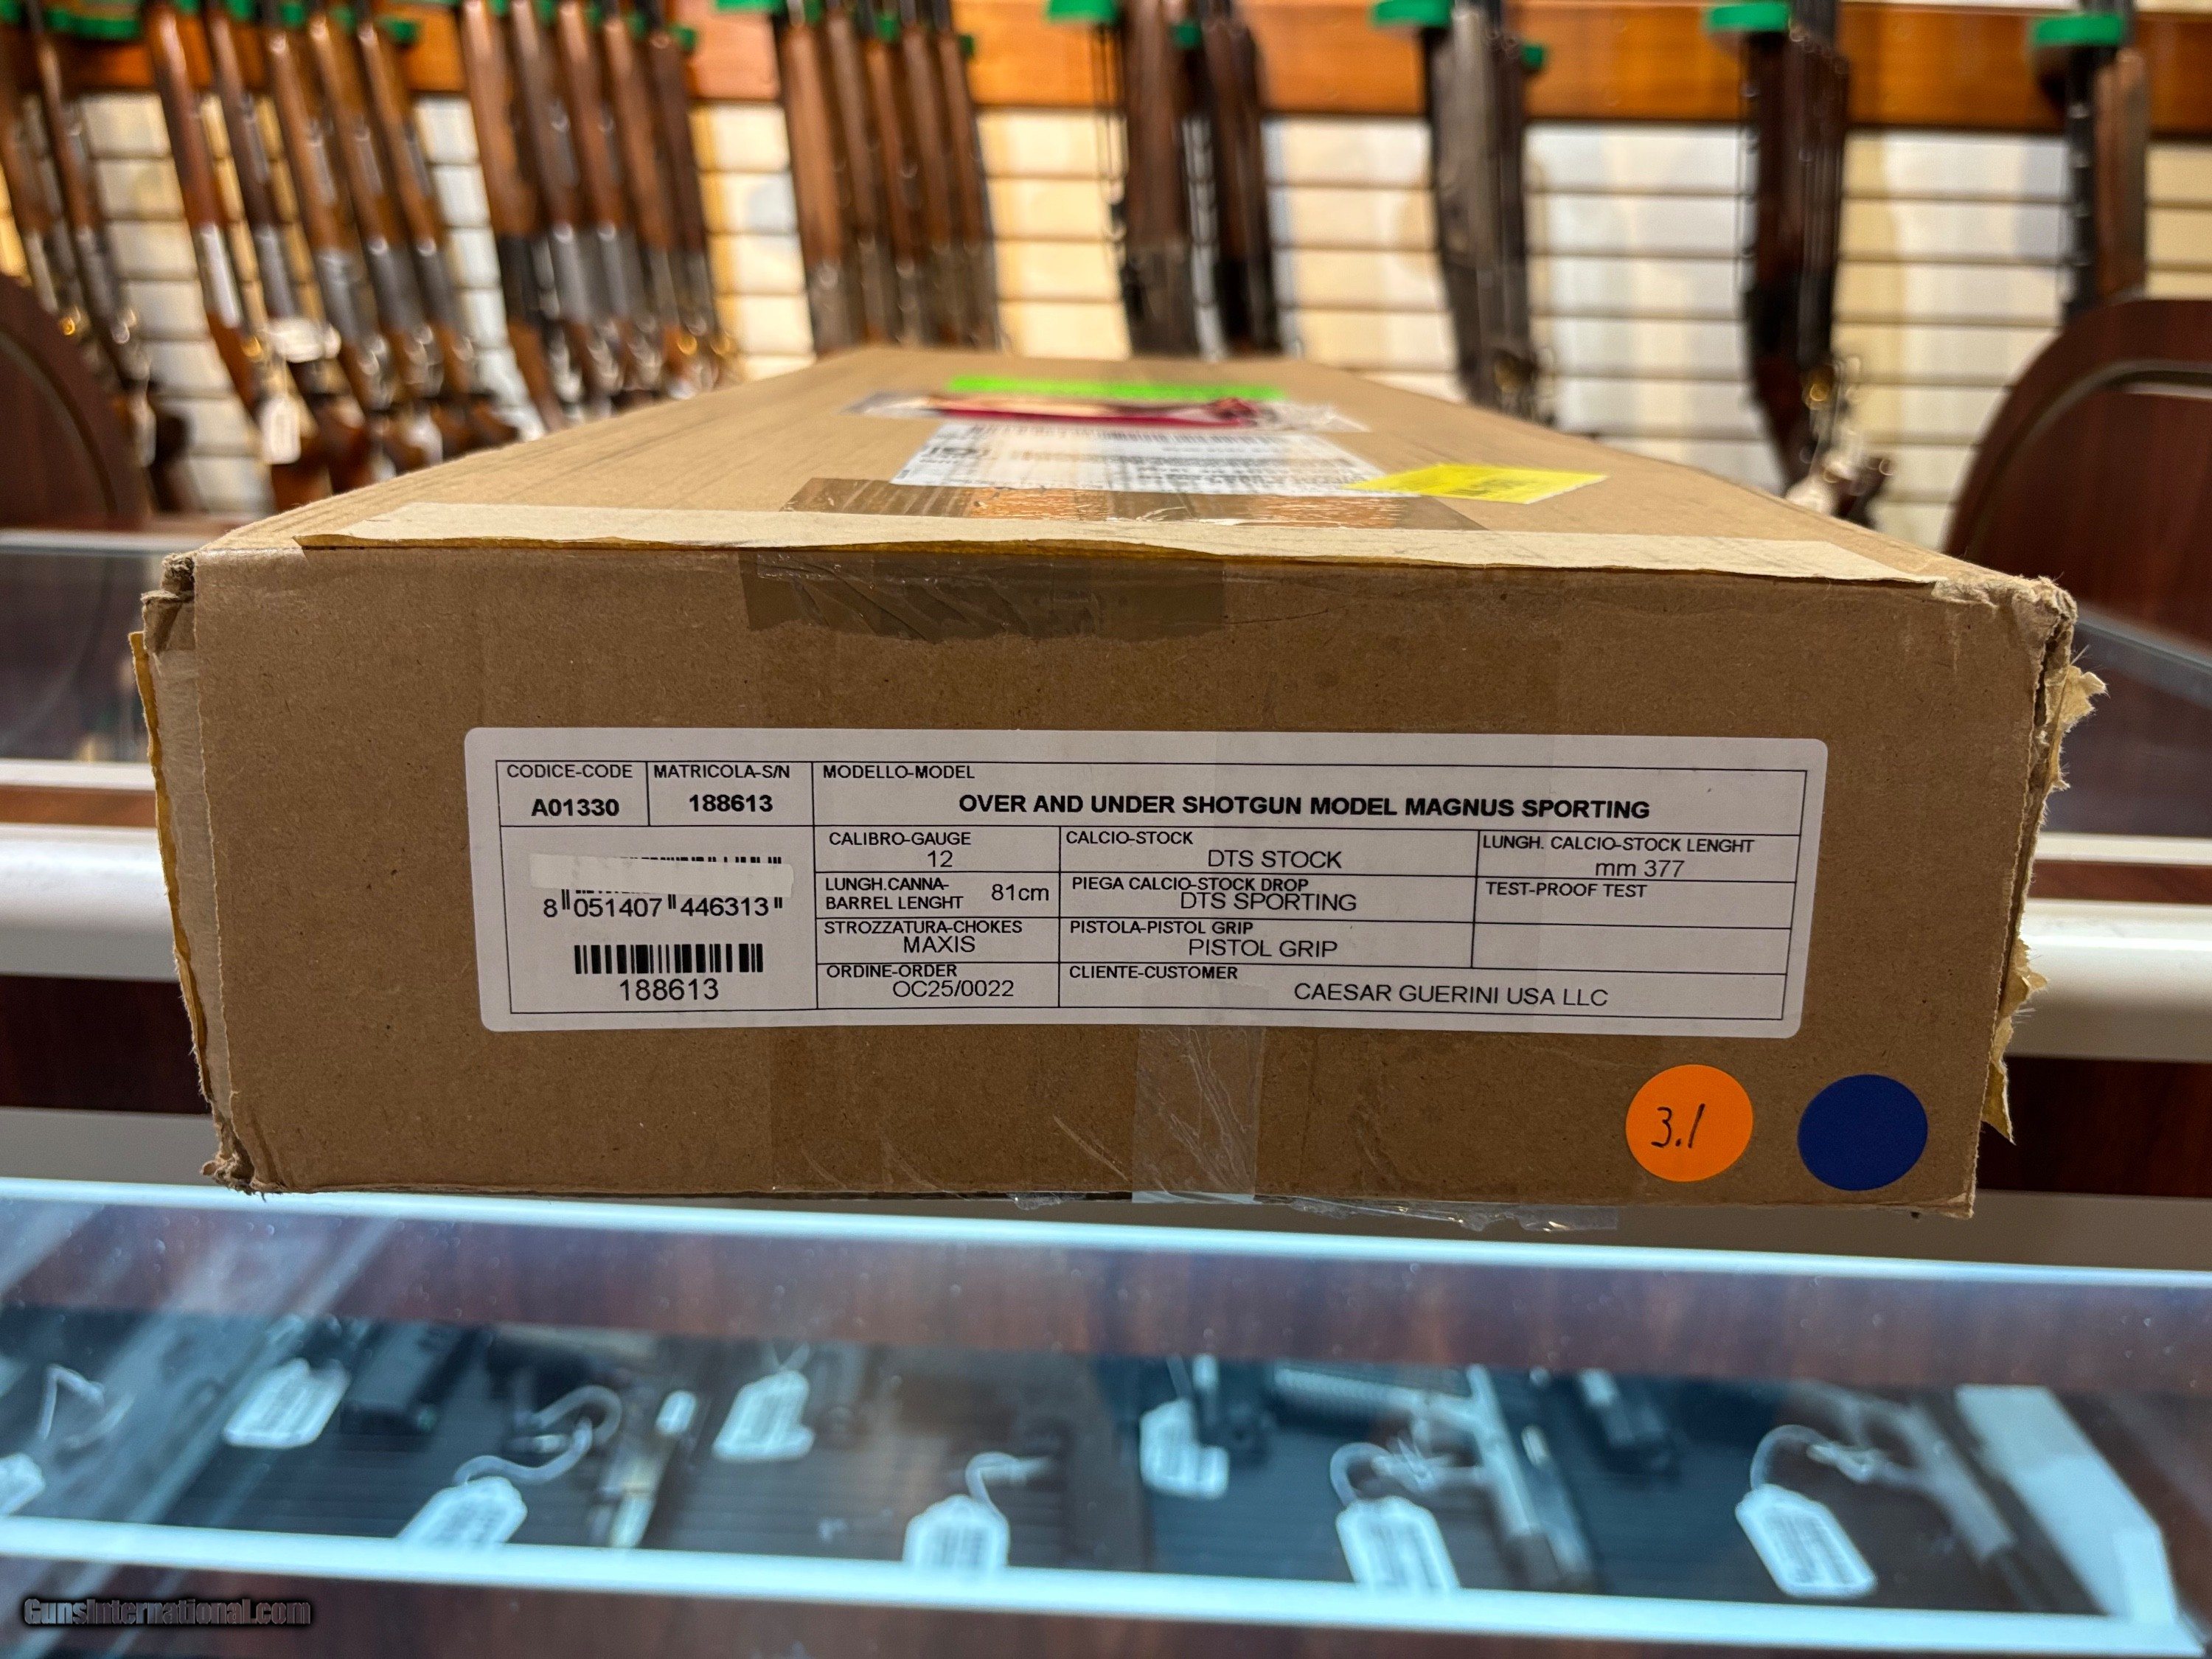 CODICE-CODE
A01330
MATRICOLA-S/N
188613
MODELLO-MODEL
OVER AND UNDER SHOTGUN MODEL MAGNUS SPORTING
8 051407 446313
188613
CALIBRO-GAUGE
12
CALCIO-STOCK
DTS STOCK
LUNGH. CALCIO-STOCK LENGHT
mm 377
LUNGH.CANNA-
BARREL LENGHT
81cm
PIEGA CALCIO-STOCK DROP
DTS SPORTING
TEST-PROOF TEST
STROZZATURA-CHOKES
MAXIS
PISTOLA-PISTOL GRIP
PISTOL GRIP
ORDINE-ORDER
OC25/0022
CLIENTE-CUSTOMER
CAESAR GUERINI USA LLC
3.1
GunsInternational.com